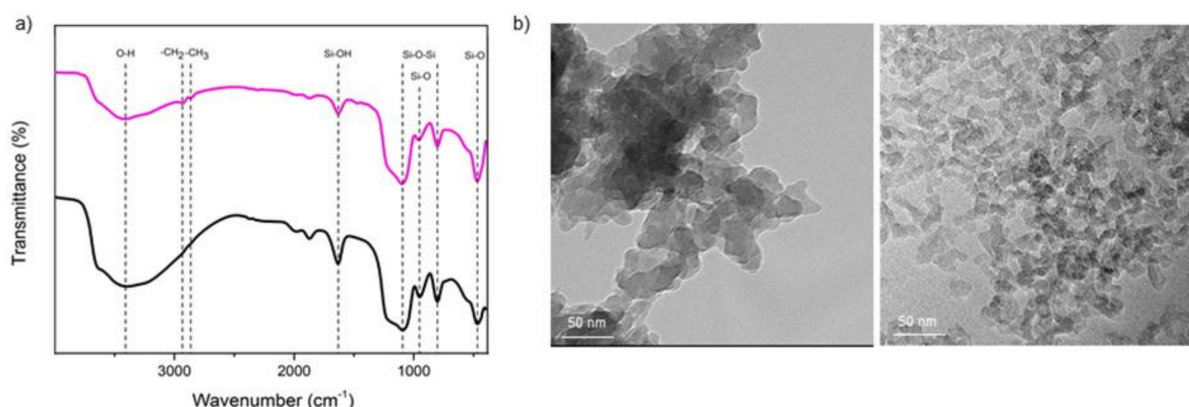 a)
O-H
-CH₂ -CH₃
Si-OH
Si-O-Si
Si-O
Si-O
Transmittance (%)
3000
2000
1000
Wavenumber (cm⁻¹)
b)
50 nm
50 nm